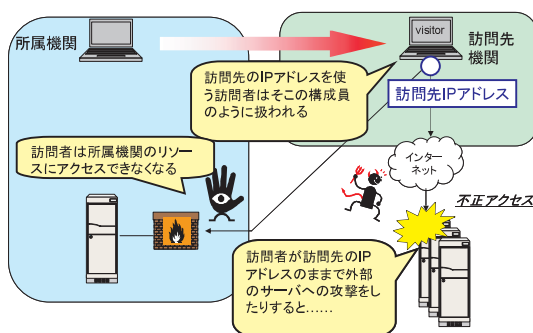 所属機関
visitor
訪問先
機関
訪問先のIPアドレスを使
う訪問者はそこの構成員
のように扱われる
訪問先IPアドレス
訪問者は所属機関のリソー
スにアクセスできなくなる
インター
ネット
不正アクセス
訪問者が訪問先のIP
アドレスのままで外部
のサーバへの攻撃をし
たりすると……